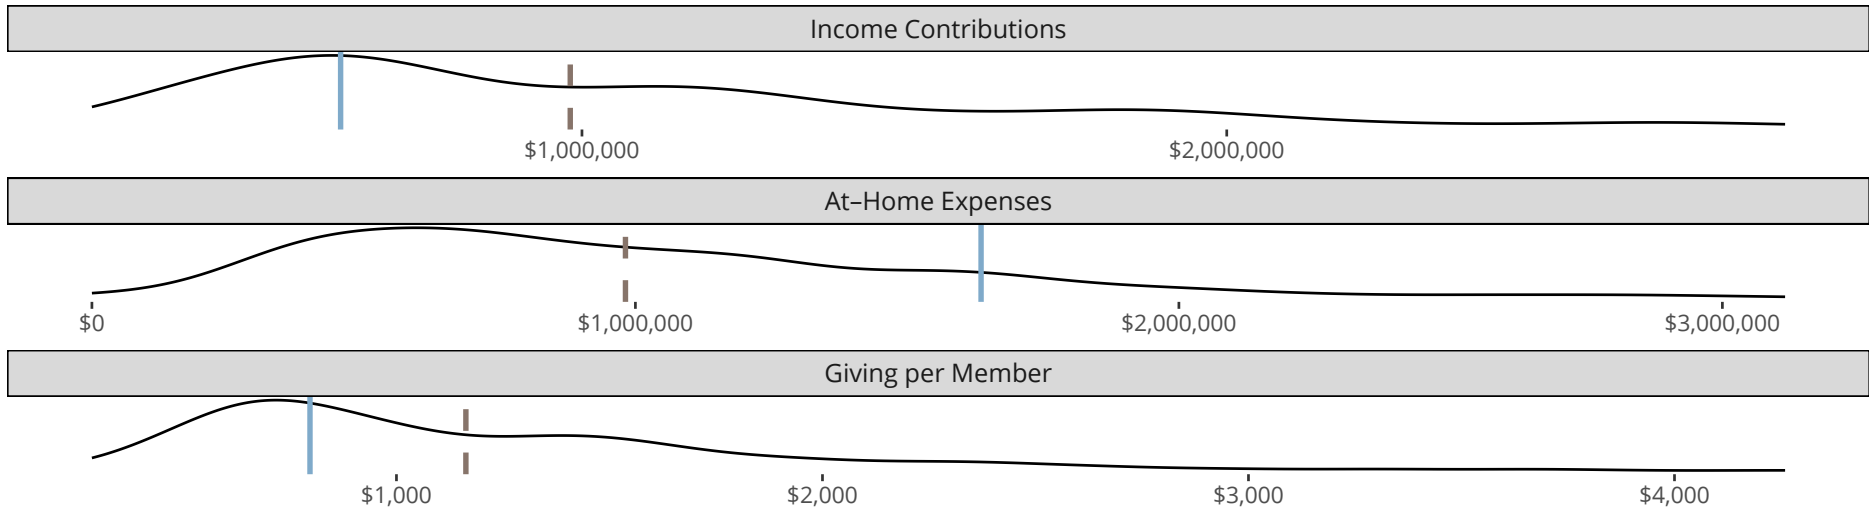 Income Contributions
$1,000,000 $2,000,000
At–Home Expenses
$0 $1,000,000 $2,000,000 $3,000,000
Giving per Member
$1,000 $2,000 $3,000 $4,000